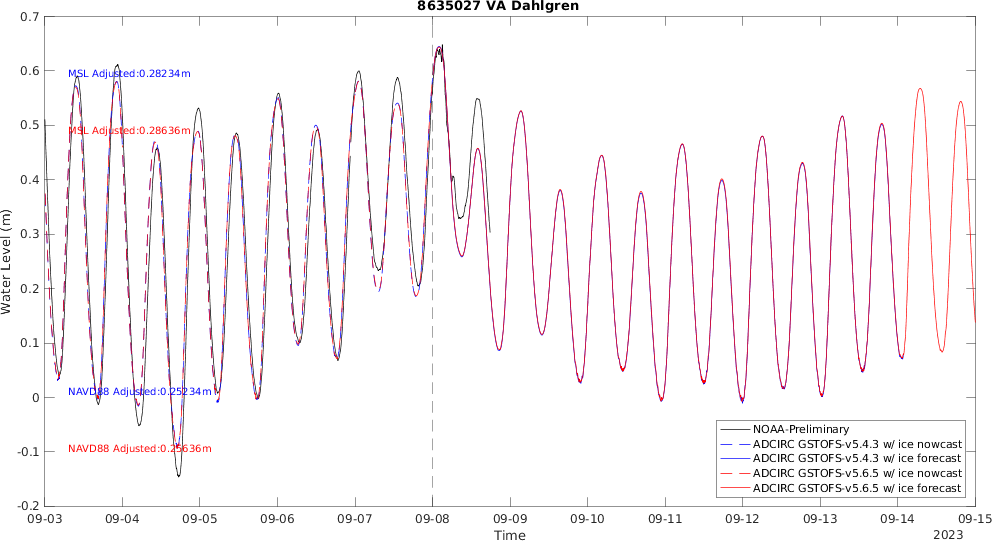 8635027 VA Dahlgren
0.7
0.6
0.5
0.4
0.3
0.2
0.1
0
-0.1
-0.2
Water Level (m)
MSL Adjusted:0.28234m
MSL Adjusted:0.28636m
NAVD88 Adjusted:0.25234m
NAVD88 Adjusted:0.25636m
NOAA-Preliminary
ADCIRC GSTOFS-v5.4.3 w/ ice nowcast
ADCIRC GSTOFS-v5.4.3 w/ ice forecast
ADCIRC GSTOFS-v5.6.5 w/ ice nowcast
ADCIRC GSTOFS-v5.6.5 w/ ice forecast
09-03 09-04 09-05 09-06 09-07 09-08 09-09 09-10 09-11 09-12 09-13 09-14 09-15
Time
2023